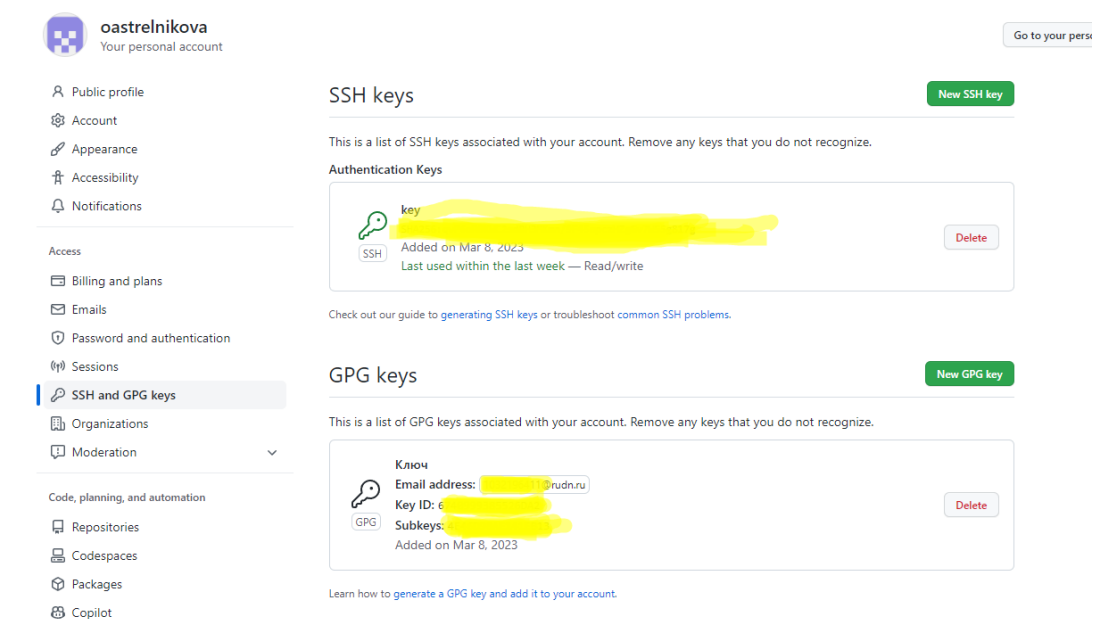 oastrelnikova
Your personal account
Go to your perso
Public profile
Account
Appearance
Accessibility
Notifications
Access
Billing and plans
Emails
Password and authentication
Sessions
SSH and GPG keys
Organizations
Moderation
Code, planning, and automation
Repositories
Codespaces
Packages
Copilot
SSH keys
New SSH key
This is a list of SSH keys associated with your account. Remove any keys that you do not recognize.
Authentication Keys
key
SSH
Added on Mar 8, 2023
Last used within the last week — Read/write
Delete
Check out our guide to generating SSH keys or troubleshoot common SSH problems.
GPG keys
New GPG key
This is a list of GPG keys associated with your account. Remove any keys that you do not recognize.
Ключ
Email address: @rudn.ru
Key ID: 6
GPG
Subkeys:
Added on Mar 8, 2023
Delete
Learn how to generate a GPG key and add it to your account.